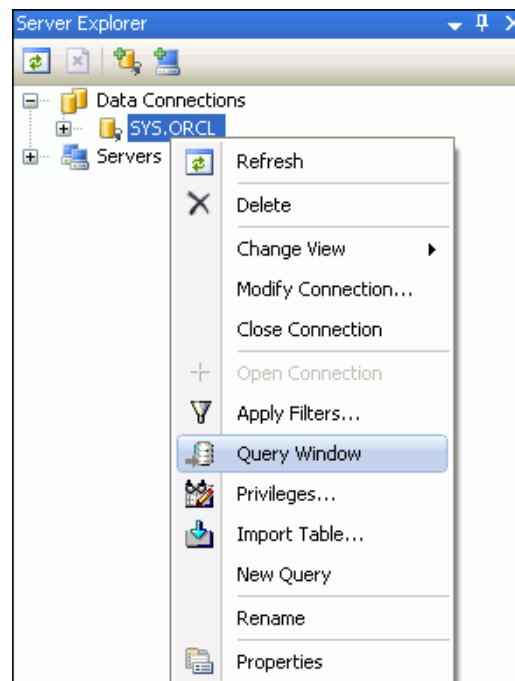 Server Explorer
Data Connections
SYS.ORCL
Servers
Refresh
Delete
Change View
Modify Connection...
Close Connection
Open Connection
Apply Filters...
Query Window
Privileges...
Import Table...
New Query
Rename
Properties